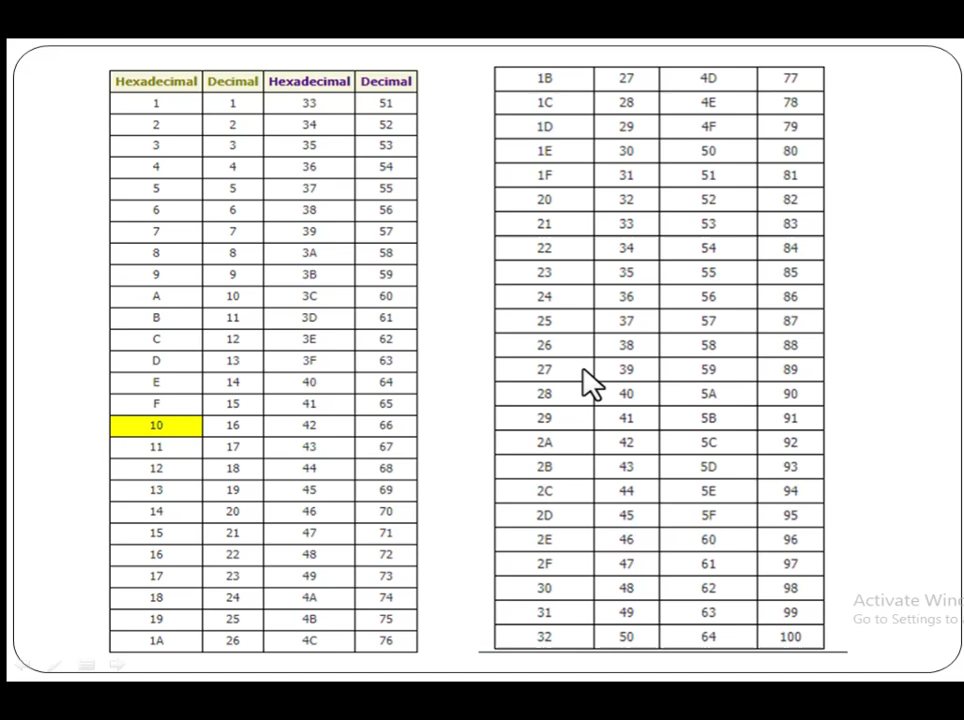 Hexadecimal Decimal Hexadecimal Decimal
1 1 33 51
2 2 34 52
3 3 35 53
4 4 36 54
5 5 37 55
6 6 38 56
7 7 39 57
8 8 3A 58
9 9 3B 59
A 10 3C 60
B 11 3D 61
C 12 3E 62
D 13 3F 63
E 14 40 64
F 15 41 65
10 16 42 66
11 17 43 67
12 18 44 68
13 19 45 69
14 20 46 70
15 21 47 71
16 22 48 72
17 23 49 73
18 24 4A 74
19 25 4B 75
1A 26 4C 76
1B 27 4D 77
1C 28 4E 78
1D 29 4F 79
1E 30 50 80
1F 31 51 81
20 32 52 82
21 33 53 83
22 34 54 84
23 35 55 85
24 36 56 86
25 37 57 87
26 38 58 88
27 39 59 89
28 40 5A 90
29 41 5B 91
2A 42 5C 92
2B 43 5D 93
2C 44 5E 94
2D 45 5F 95
2E 46 60 96
2F 47 61 97
30 48 62 98
31 49 63 99
32 50 64 100
Activate
Go to Settings to